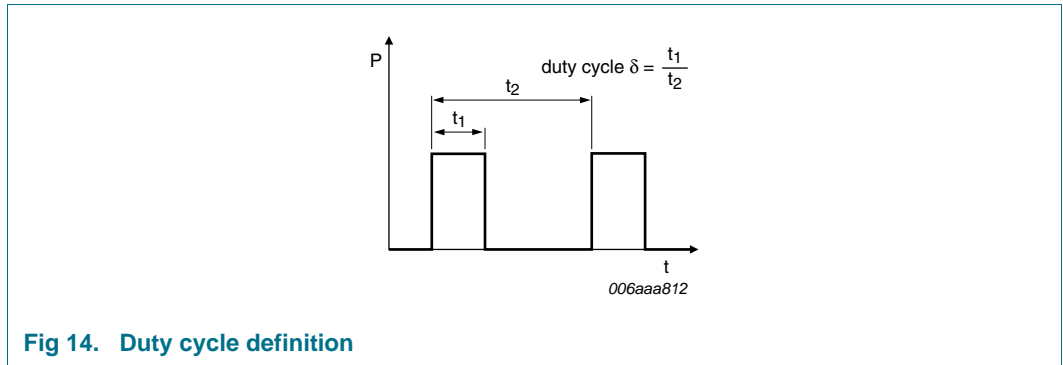 P
duty cycle δ = t1/t2
t2
t1
t
006aaa812
Fig 14. Duty cycle definition